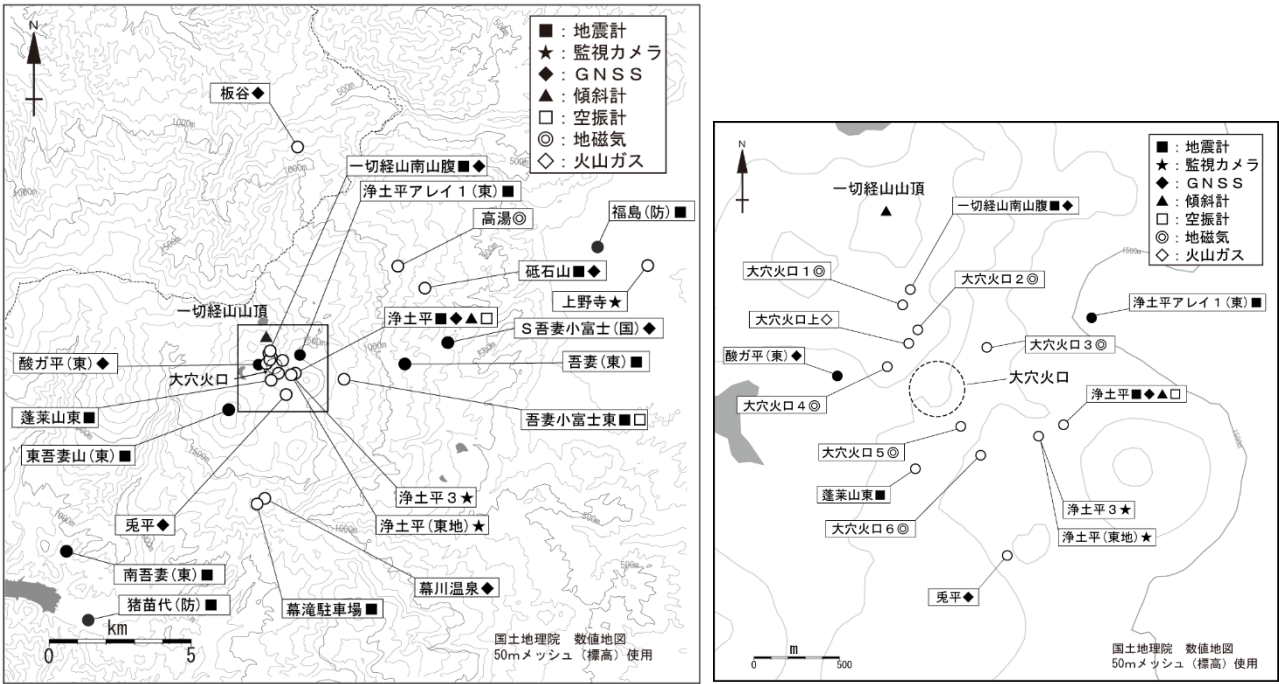 N
■：地震計
★：監視カメラ
◆：ＧＮＳＳ
▲：傾斜計
□：空振計
◎：地磁気
◇：火山ガス
板谷◆
500m
1000m
1000m
500m
一切経山南山腹■◆
浄土平アレイ１(東)■
高湯◎
福島(防)■
砥石山■◆
上野寺★
1500m
一切経山山頂
浄土平■◆▲□
Ｓ吾妻小富士(国)◆
1500m
1000m
酸ガ平(東)◆
吾妻(東)■
大穴火口
蓬莱山東■
吾妻小富士東■□
東吾妻山(東)■
1500m
浄土平３★
兎平◆
浄土平(東地)★
1000m
1000m
500m
南吾妻(東)■
幕川温泉◆
猪苗代(防)■
幕滝駐車場■
km
0
5
国土地理院　数値地図
50mメッシュ（標高）使用
N
■：地震計
★：監視カメラ
◆：ＧＮＳＳ
▲：傾斜計
□：空振計
◎：地磁気
◇：火山ガス
一切経山山頂
一切経山南山腹■◆
1500m
大穴火口１◎
大穴火口２◎
浄土平アレイ１(東)■
大穴火口上◇
大穴火口３◎
酸ガ平(東)◆
大穴火口
浄土平■◆▲□
大穴火口４◎
1500m
大穴火口５◎
蓬莱山東■
浄土平３★
大穴火口６◎
浄土平(東地)★
兎平◆
m
0
500
国土地理院　数値地図
50mメッシュ（標高）使用